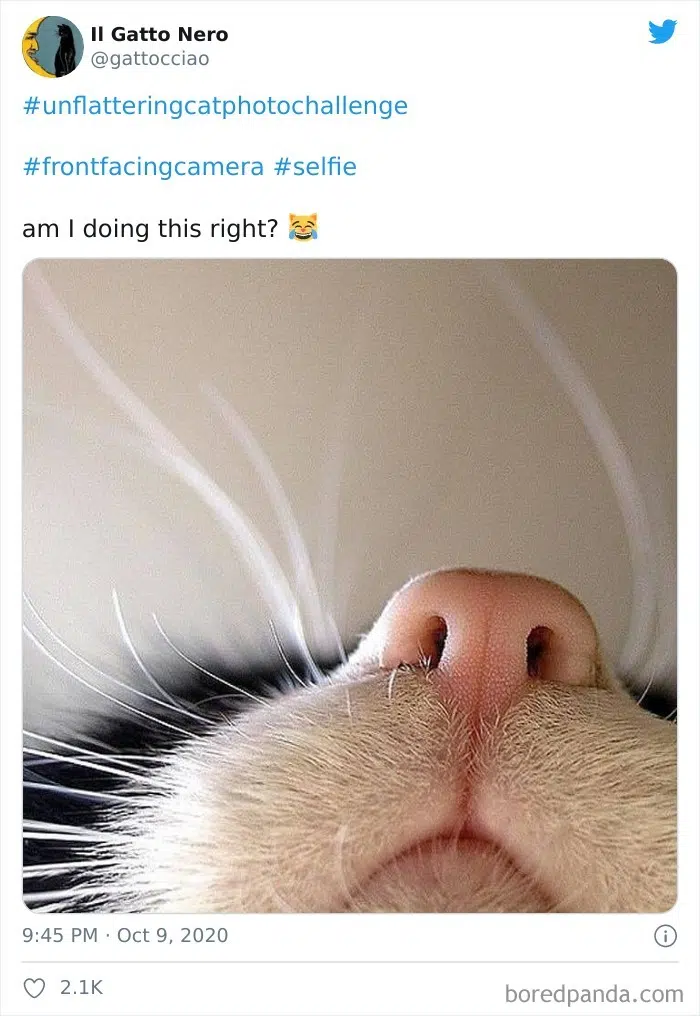 Il Gatto Nero
@gattocciao
#unflatteringcatphotochallenge
#frontfacingcamera #selfie
am I doing this right? 😹
9:45 PM · Oct 9, 2020
2.1K
boredpanda.com